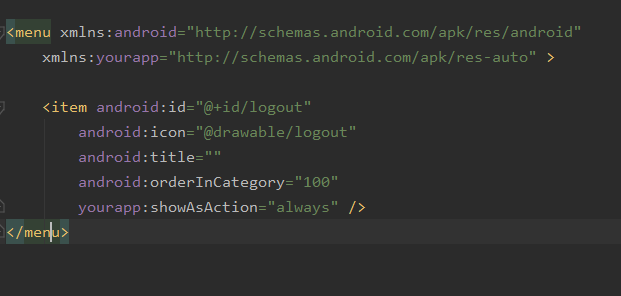 <menu xmlns:android="http://schemas.android.com/apk/res/android"
xmlns:yourapp="http://schemas.android.com/apk/res-auto" >
<item android:id="@+id/logout"
android:icon="@drawable/logout"
android:title=""
android:orderInCategory="100"
yourapp:showAsAction="always" />
</menu>